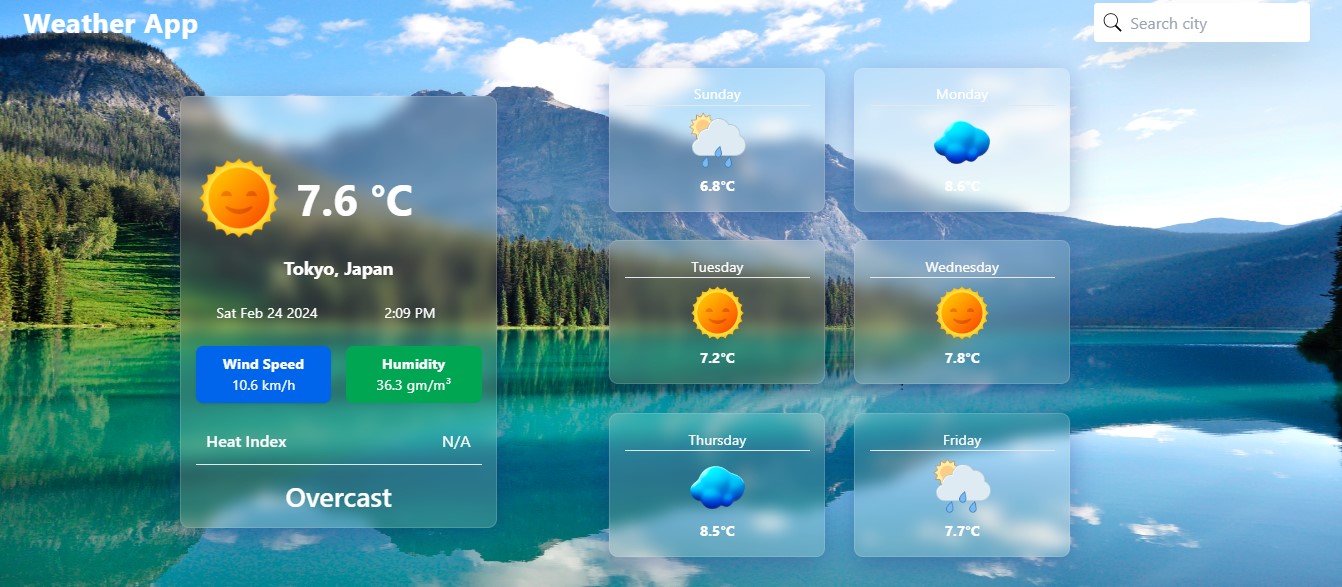 Weather App
Search city
7.6 °C
Tokyo, Japan
Sat Feb 24 2024 2:09 PM
Wind Speed
10.6 km/h
Humidity
36.3 gm/m³
Heat Index N/A
Overcast
Sunday
6.8°C
Monday
8.6°C
Tuesday
7.2°C
Wednesday
7.8°C
Thursday
8.5°C
Friday
7.7°C